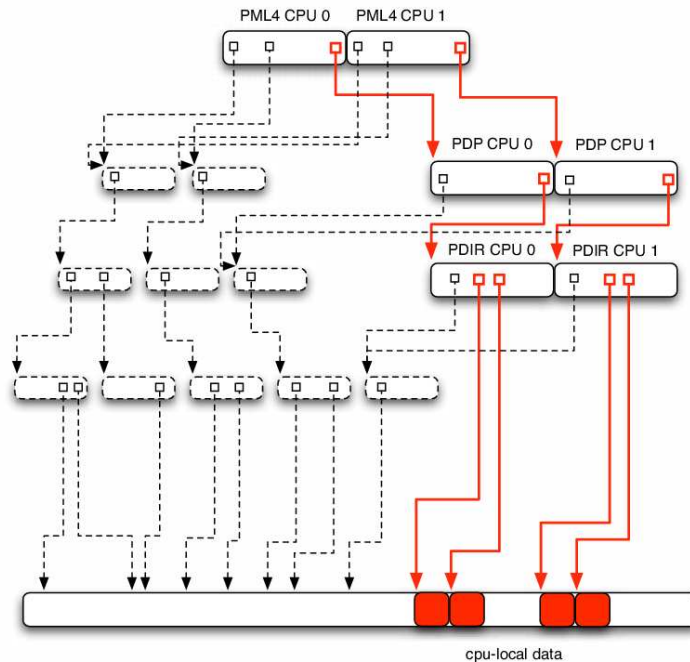 PML4 CPU 0
PML4 CPU 1
PDP CPU 0
PDP CPU 1
PDIR CPU 0
PDIR CPU 1
cpu-local data